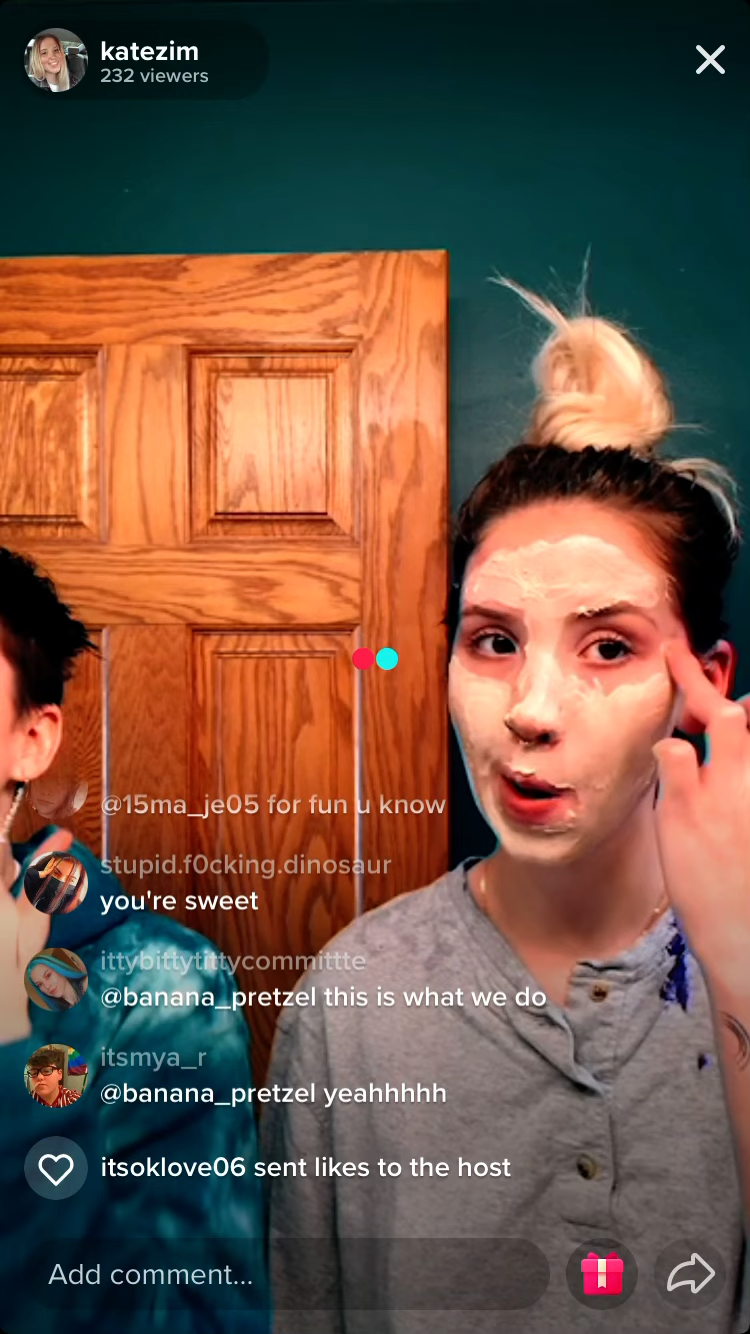 katezim
232 viewers
@15ma_je05 for fun u know
stupid.f0cking.dinosaur
you're sweet
ittybittytittycommittte
@banana_pretzel this is what we do
itsmya_r
@banana_pretzel yeahhhhh
itsoklove06 sent likes to the host
Add comment...